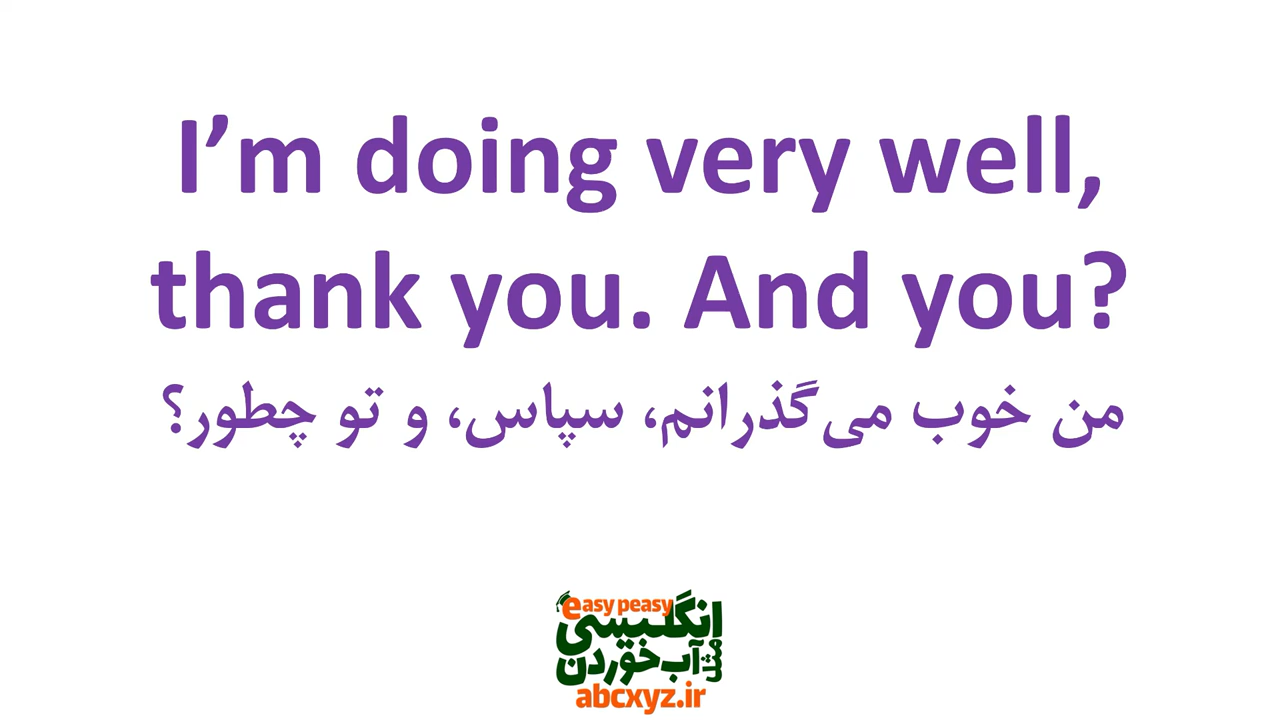 I’m doing very well,
thank you. And you?
من خوب می‌گذرانم، سپاس، و تو چطور؟
easy peasy
انگلیسی
مثل آب خوردن
abcxyz.ir